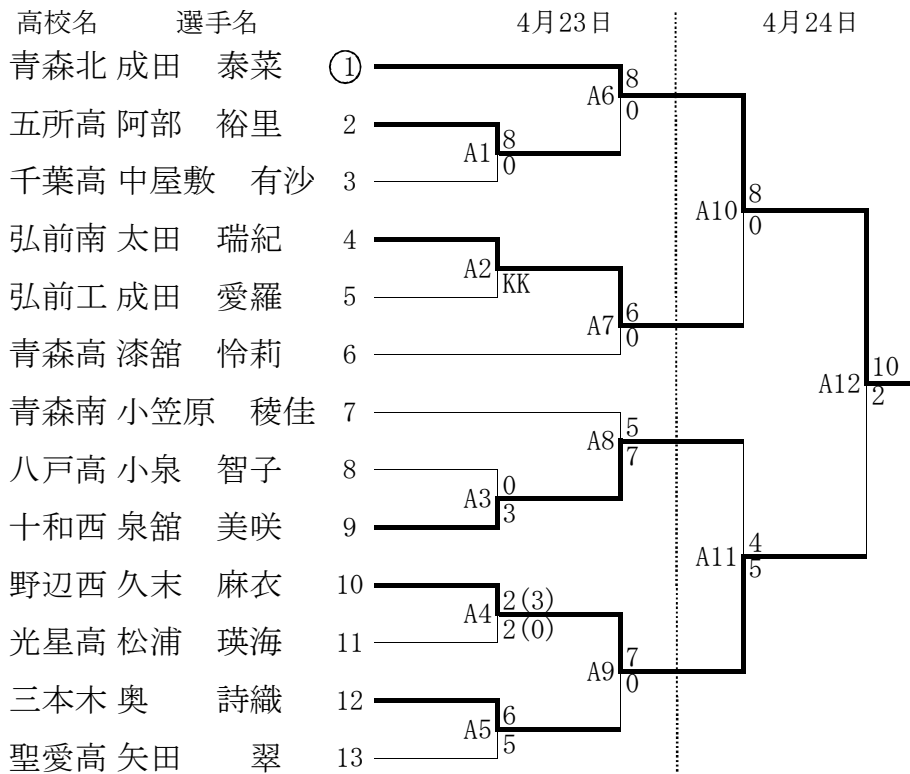 高校名 選手名 4月23日 4月24日
青森北 成田 泰菜 ①
8
A6
0
五所高 阿部 裕里 2
8
A1
0
千葉高 中屋敷 有沙 3
8
A10
0
弘前南 太田 瑞紀 4
A2
KK
弘前工 成田 愛羅 5
6
A7
0
青森高 漆舘 怜莉 6
10
A12
2
青森南 小笠原 稜佳 7
5
A8
7
八戸高 小泉 智子 8
0
A3
3
十和西 泉舘 美咲 9
4
A11
5
野辺西 久末 麻衣 10
2(3)
A4
2(0)
光星高 松浦 瑛海 11
7
A9
0
三本木 奥 詩織 12
6
A5
5
聖愛高 矢田 翠 13